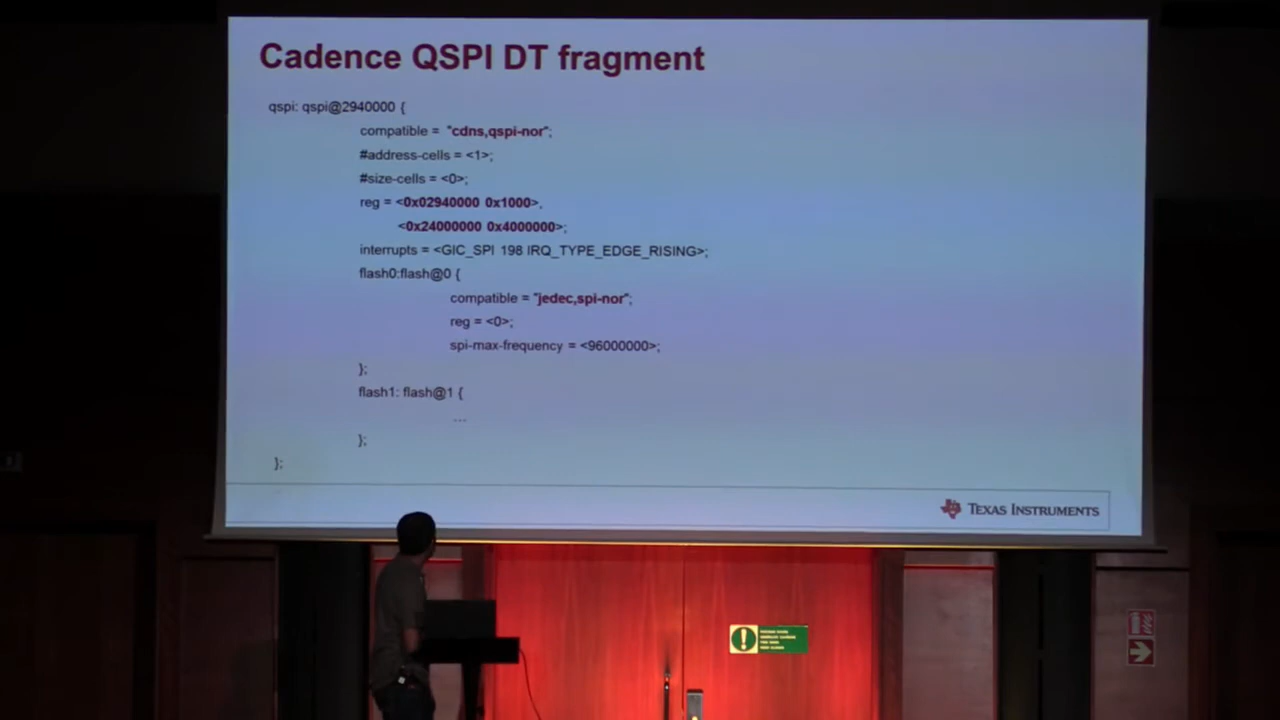 Cadence QSPI DT fragment
qspi: qspi@2940000 {
compatible = "cdns,qspi-nor";
#address-cells = <1>;
#size-cells = <0>;
reg = <0x02940000 0x1000>,
<0x24000000 0x4000000>;
interrupts = <GIC_SPI 198 IRQ_TYPE_EDGE_RISING>;
flash0:flash@0 {
compatible = "jedec,spi-nor";
reg = <0>;
spi-max-frequency = <96000000>;
};
flash1: flash@1 {
...
};
};
TEXAS INSTRUMENTS